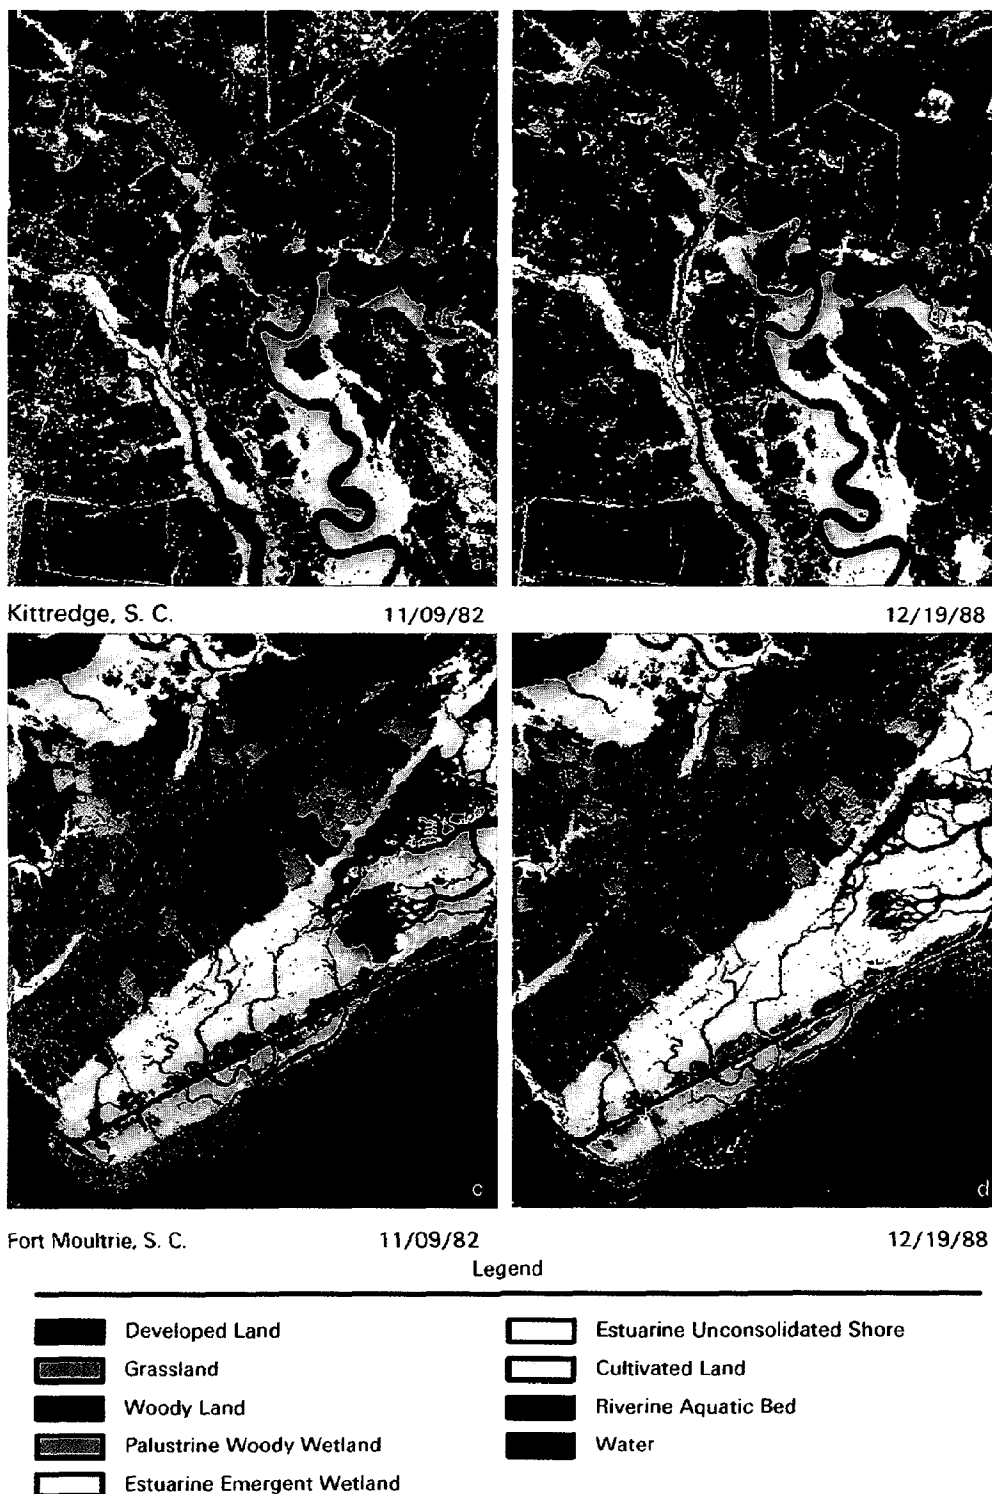 a
Kittredge, S. C. 11/09/82 12/19/88
c d
Fort Moultrie, S. C. 11/09/82 12/19/88
Legend
Developed Land
Grassland
Woody Land
Palustrine Woody Wetland
Estuarine Emergent Wetland
Estuarine Unconsolidated Shore
Cultivated Land
Riverine Aquatic Bed
Water